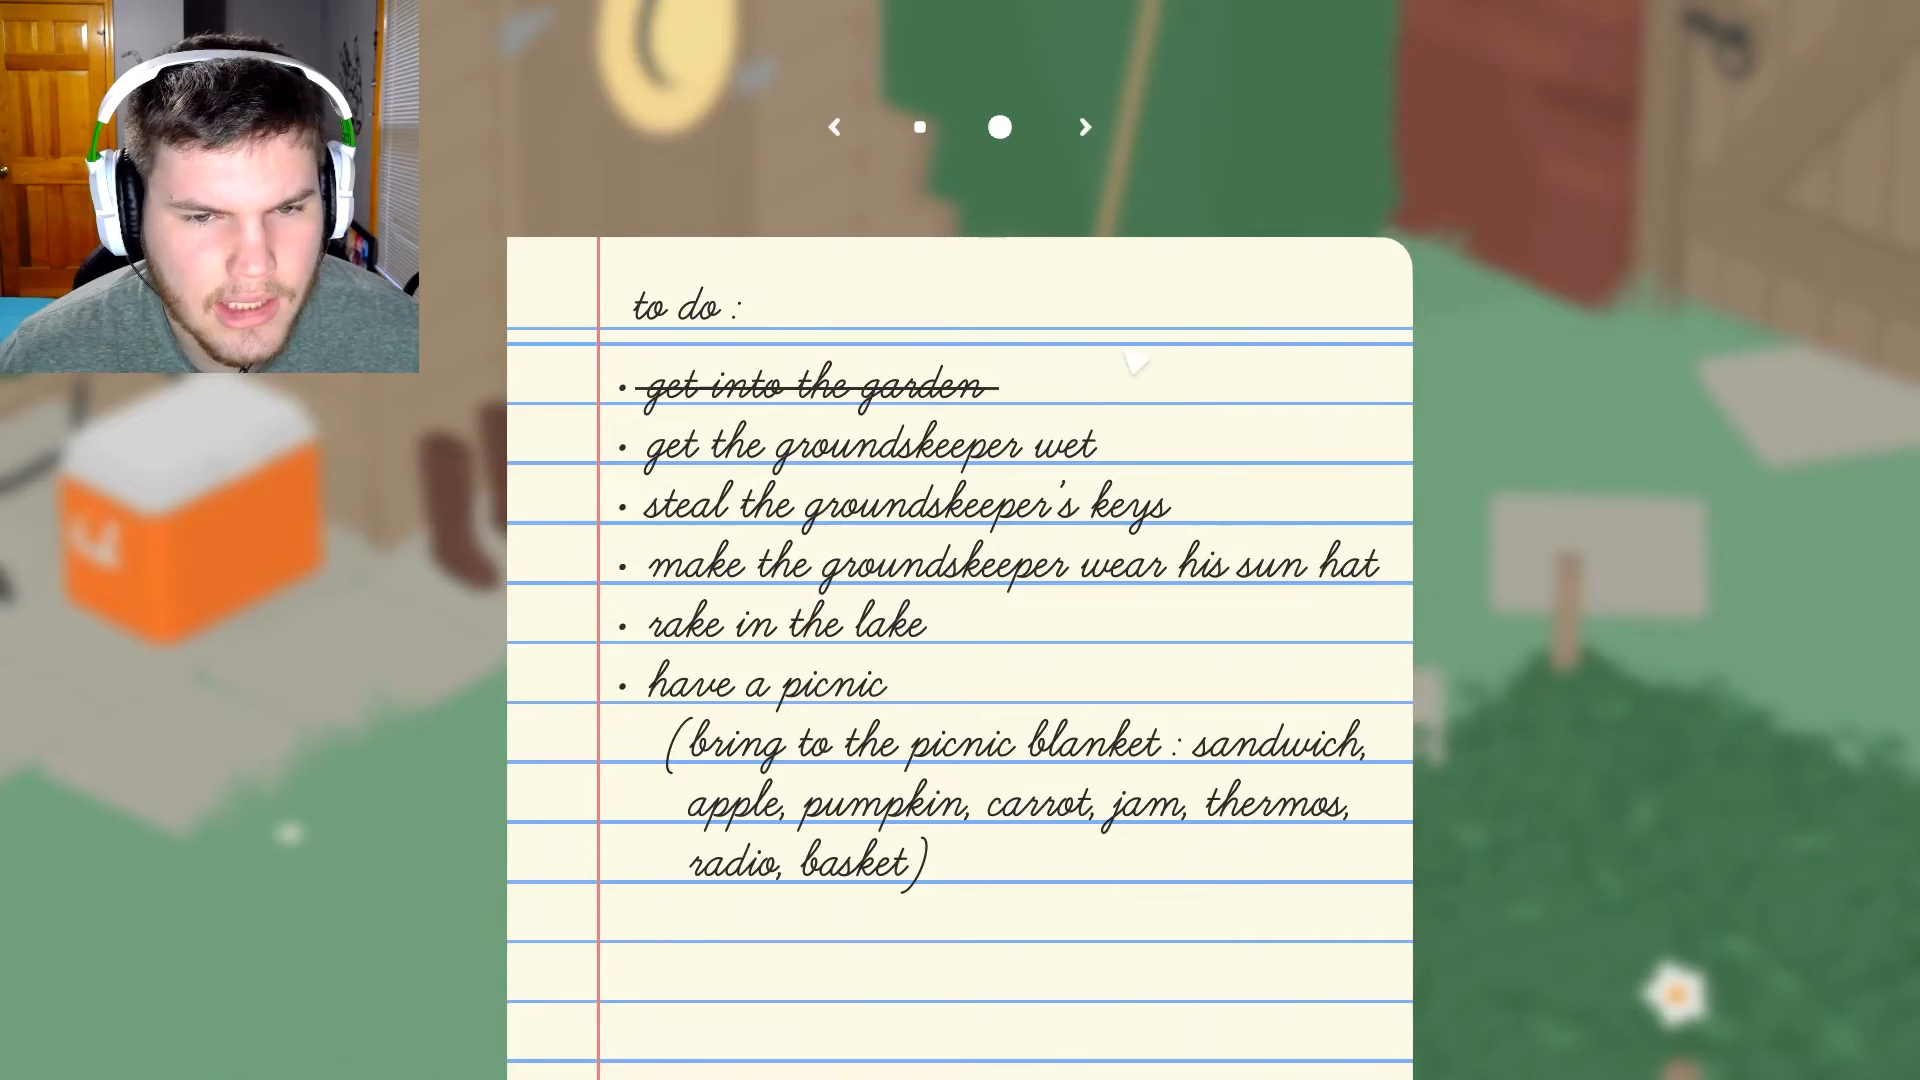 to do :
• get into the garden
• get the groundskeeper wet
• steal the groundskeeper's keys
• make the groundskeeper wear his sun hat
• rake in the lake
• have a picnic
(bring to the picnic blanket : sandwich,
apple, pumpkin, carrot, jam, thermos,
radio, basket)